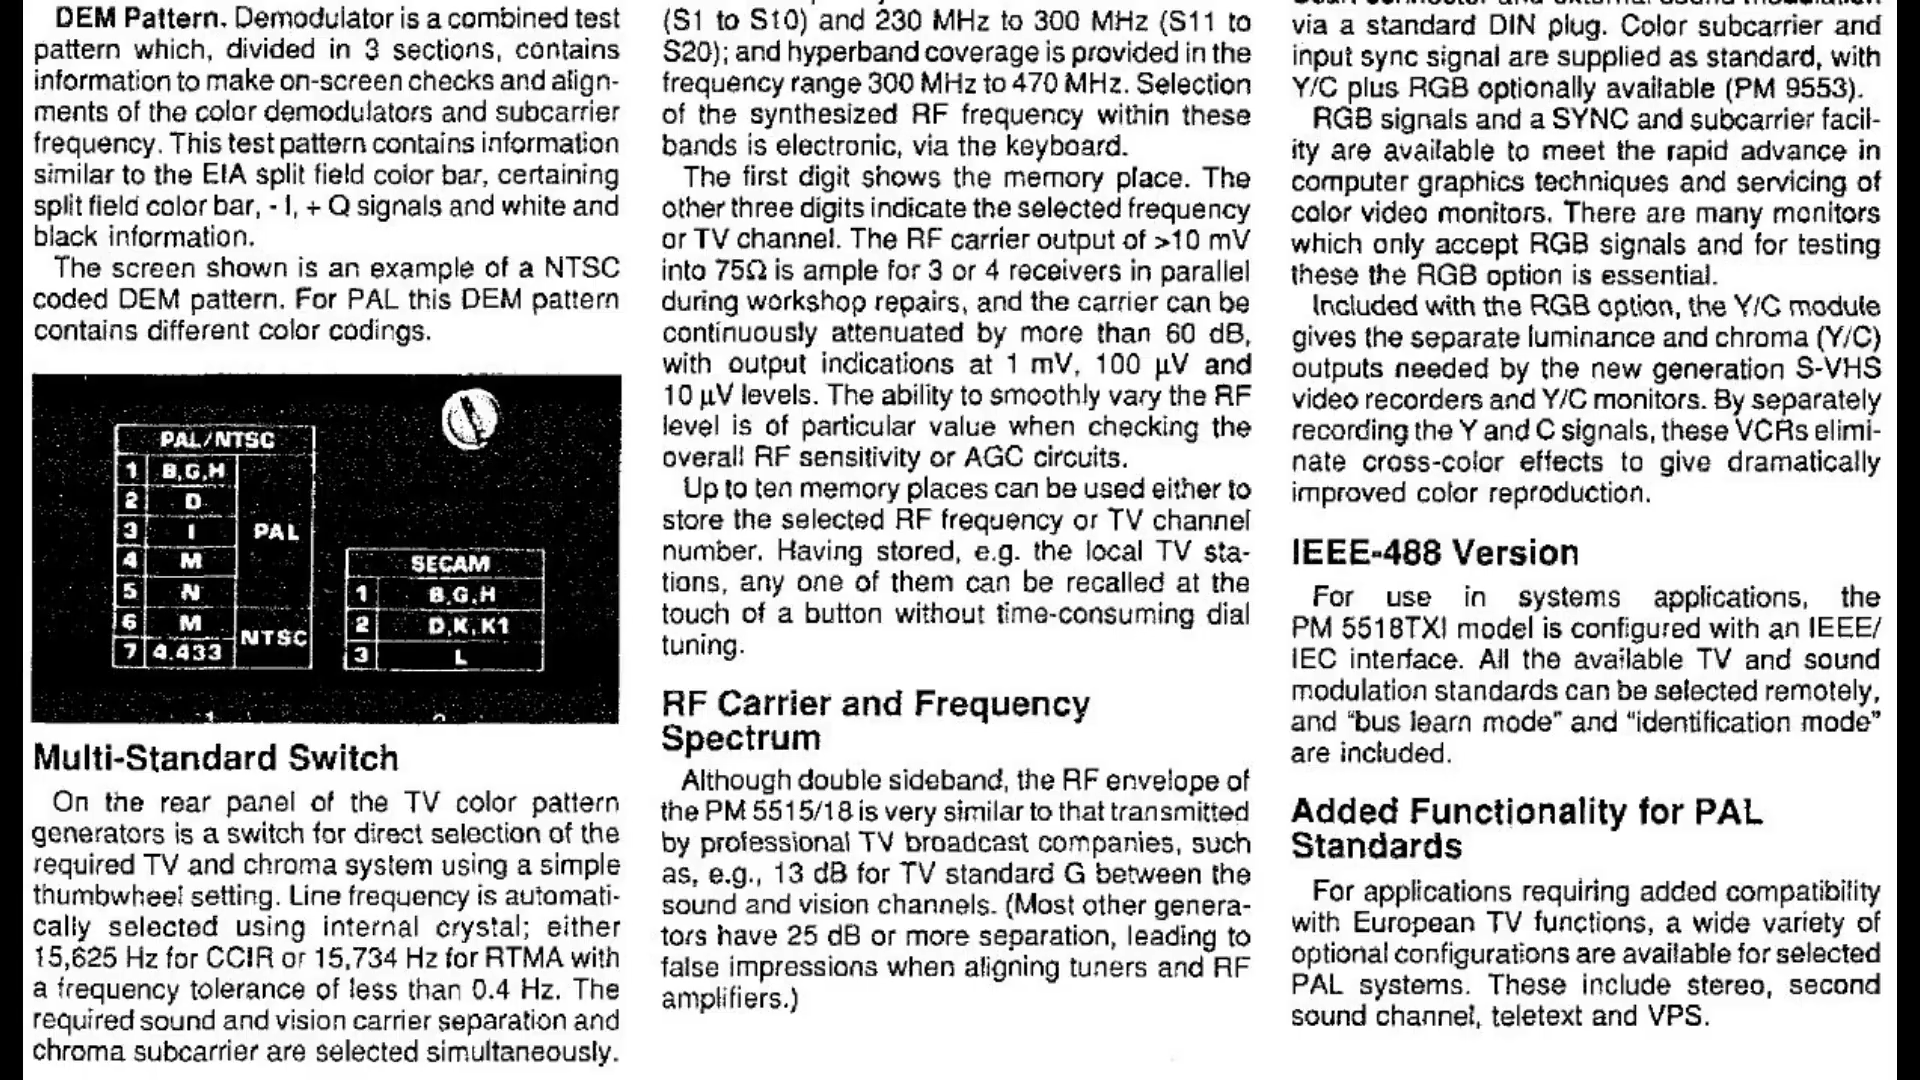 DEM Pattern. Demodulator is a combined test
pattern which, divided in 3 sections, contains
information to make on-screen checks and align-
ments of the color demodulators and subcarrier
frequency. This test pattern contains information
similar to the EIA split field color bar, certaining
split field color bar, - I, + Q signals and white and
black information.
The screen shown is an example of a NTSC
coded DEM pattern. For PAL this DEM pattern
contains different color codings.
PAL/NTSC
1 B,G,H
2 D
3 I PAL
4 M
5 N
6 M
NTSC
7 4.433
SECAM
1 B,G,H
2 D,K,K1
3 L
Multi-Standard Switch
On the rear panel of the TV color pattern
generators is a switch for direct selection of the
required TV and chroma system using a simple
thumbwheel setting. Line frequency is automati-
cally selected using internal crystal; either
15,625 Hz for CCIR or 15,734 Hz for RTMA with
a frequency tolerance of less than 0.4 Hz. The
required sound and vision carrier separation and
chroma subcarrier are selected simultaneously.
(S1 to S10) and 230 MHz to 300 MHz (S11 to
S20); and hyperband coverage is provided in the
frequency range 300 MHz to 470 MHz. Selection
of the synthesized RF frequency within these
bands is electronic, via the keyboard.
The first digit shows the memory place. The
other three digits indicate the selected frequency
or TV channel. The RF carrier output of >10 mV
into 75Ω is ample for 3 or 4 receivers in parallel
during workshop repairs, and the carrier can be
continuously attenuated by more than 60 dB,
with output indications at 1 mV, 100 µV and
10 µV levels. The ability to smoothly vary the RF
level is of particular value when checking the
overall RF sensitivity or AGC circuits.
Up to ten memory places can be used either to
store the selected RF frequency or TV channel
number. Having stored, e.g. the local TV sta-
tions, any one of them can be recalled at the
touch of a button without time-consuming dial
tuning.
RF Carrier and Frequency
Spectrum
Although double sideband, the RF envelope of
the PM 5515/18 is very similar to that transmitted
by professional TV broadcast companies, such
as, e.g., 13 dB for TV standard G between the
sound and vision channels. (Most other genera-
tors have 25 dB or more separation, leading to
false impressions when aligning tuners and RF
amplifiers.)
via a standard DIN plug. Color subcarrier and
input sync signal are supplied as standard, with
Y/C plus RGB optionally available (PM 9553).
RGB signals and a SYNC and subcarrier facil-
ity are available to meet the rapid advance in
computer graphics techniques and servicing of
color video monitors. There are many monitors
which only accept RGB signals and for testing
these the RGB option is essential.
Included with the RGB option, the Y/C module
gives the separate luminance and chroma (Y/C)
outputs needed by the new generation S-VHS
video recorders and Y/C monitors. By separately
recording the Y and C signals, these VCRs elimi-
nate cross-color effects to give dramatically
improved color reproduction.
IEEE-488 Version
For use in systems applications, the
PM 5518TXI model is configured with an IEEE/
IEC interface. All the available TV and sound
modulation standards can be selected remotely,
and "bus learn mode" and "identification mode"
are included.
Added Functionality for PAL
Standards
For applications requiring added compatibility
with European TV functions, a wide variety of
optional configurations are available for selected
PAL systems. These include stereo, second
sound channel, teletext and VPS.